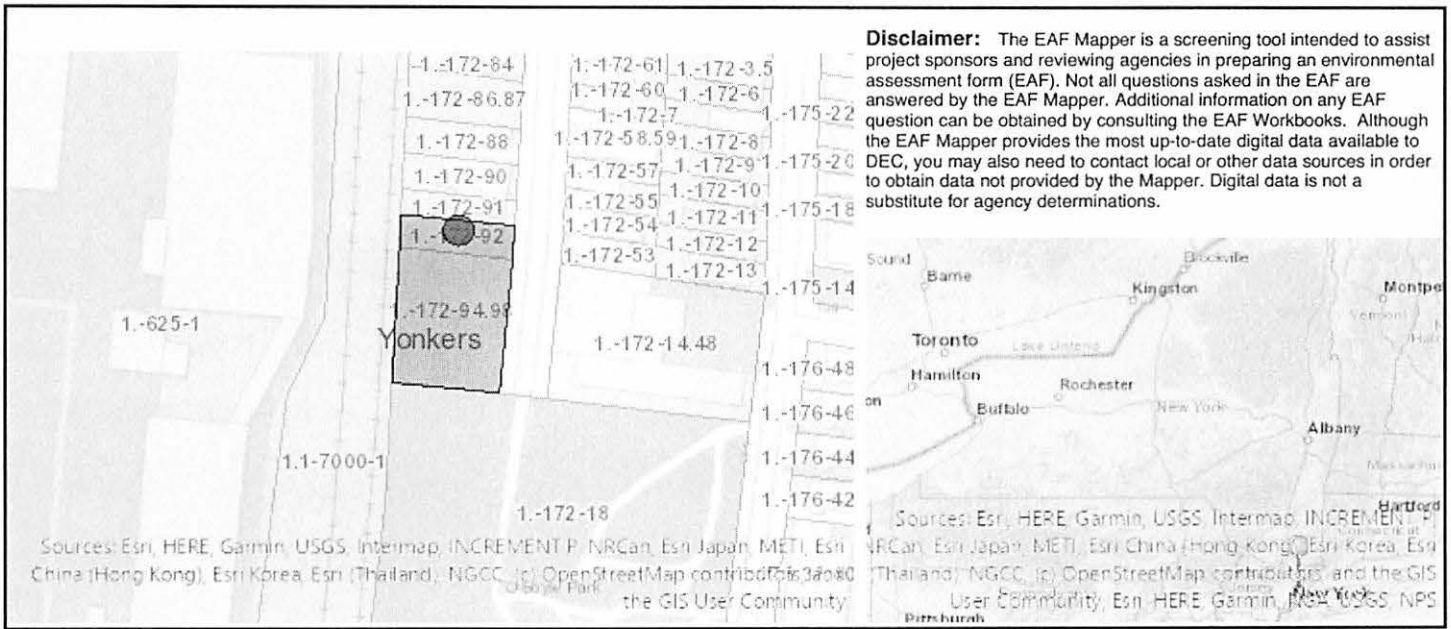 Disclaimer: The EAF Mapper is a screening tool intended to assist
project sponsors and reviewing agencies in preparing an environmental
assessment form (EAF). Not all questions asked in the EAF are
answered by the EAF Mapper. Additional information on any EAF
question can be obtained by consulting the EAF Workbooks. Although
the EAF Mapper provides the most up-to-date digital data available to
DEC, you may also need to contact local or other data sources in order
to obtain data not provided by the Mapper. Digital data is not a
substitute for agency determinations.
1.-172-84
1.-172-86.87
1.-172-88
1.-172-90
1.-172-91
1.-172-92
1.-172-94.98
Yonkers
1.-625-1
1.1-7000-1
1.-172-61
1.-172-60
1.-172-7
1.-172-58.59
1.-172-57
1.-172-55
1.-172-54
1.-172-53
1.-172-3.5
1.-172-6
1.-172-8
1.-172-9
1.-172-10
1.-172-11
1.-172-12
1.-172-13
1.-172-14.48
1.-172-18
1.-175-22
1.-175-20
1.-175-18
1.-175-14
1.-176-48
1.-176-46
1.-176-44
1.-176-42
Sources: Esri, HERE, Garmin, USGS, Intermap, INCREMENT P, NRCan, Esri Japan, METI, Esri
China (Hong Kong), Esri Korea, Esri (Thailand), NGCC, (c) OpenStreetMap contributors, and
the GIS User Community
Park
Sound
Barrie
Brockville
Kingston
Montpe
Vermont
Toronto
Lake Ontario
Hamilton
Rochester
Buffalo
New York
Albany
Hartford
Sources: Esri, HERE, Garmin, USGS, Intermap, INCREMENT P,
NRCan, Esri Japan, METI, Esri China (Hong Kong), Esri Korea, Esri
(Thailand), NGCC, (c) OpenStreetMap contributors, and the GIS
User Community, Esri, HERE, Garmin, NGA, USGS, NPS
New York
Pittsburgh